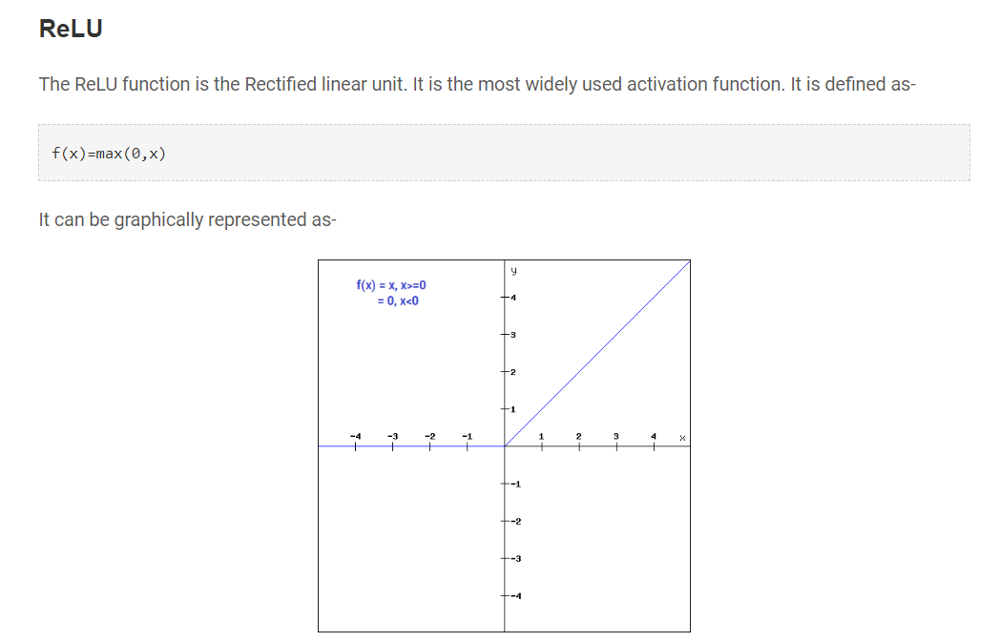 ReLU
The ReLU function is the Rectified linear unit. It is the most widely used activation function. It is defined as-
f(x)=max(0,x)
It can be graphically represented as-
y
f(x) = x, x>=0
= 0, x<0
4
3
2
1
-4 -3 -2 -1 1 2 3 4 x
-1
-2
-3
-4